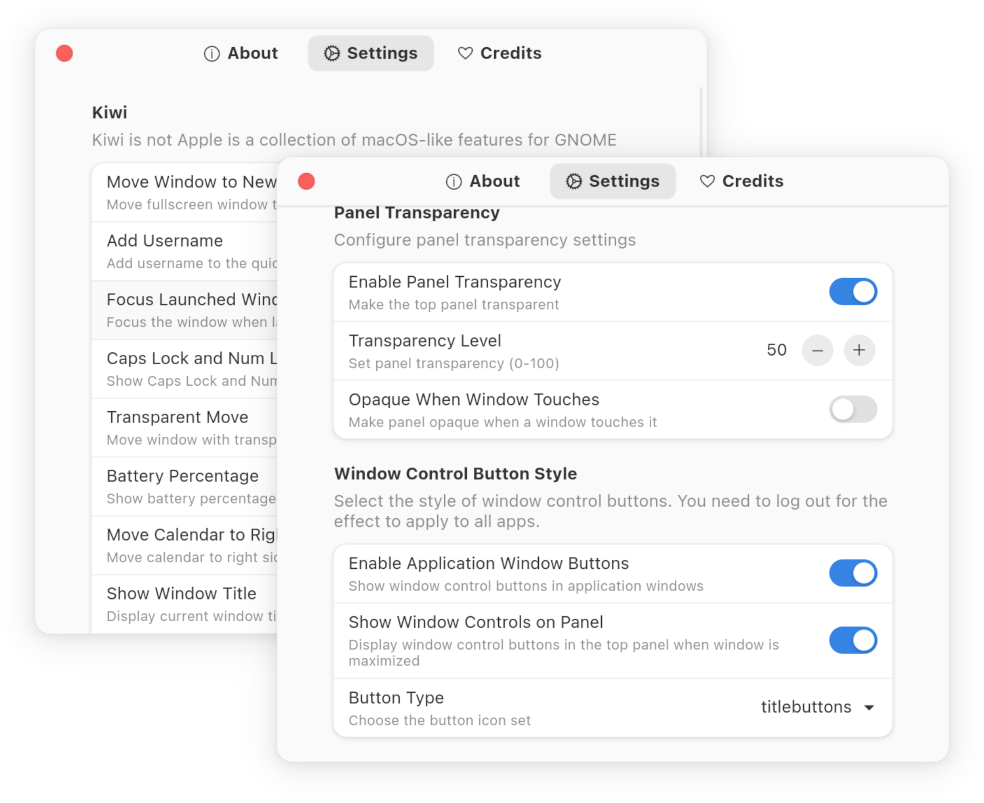 About
Settings
Credits
Kiwi
Kiwi is not Apple is a collection of macOS-like features for GNOME
Move Window to New
Move fullscreen window
Add Username
Add username to the
Focus Launched
Focus the window when
Caps Lock and Num
Show Caps Lock and Num
Transparent Move
Move window with
Battery Percentage
Show battery percentage
Move Calendar to
Move calendar to right
Show Window Title
Display current window
About
Settings
Credits
Panel Transparency
Configure panel transparency settings
Enable Panel Transparency
Make the top panel transparent
Transparency Level
50
Set panel transparency (0-100)
Opaque When Window Touches
Make panel opaque when a window touches it
Window Control Button Style
Select the style of window control buttons. You need to log out for the
effect to apply to all apps.
Enable Application Window Buttons
Show window control buttons in application windows
Show Window Controls on Panel
Display window control buttons in the top panel when window is
maximized
Button Type
titlebuttons
Choose the button icon set